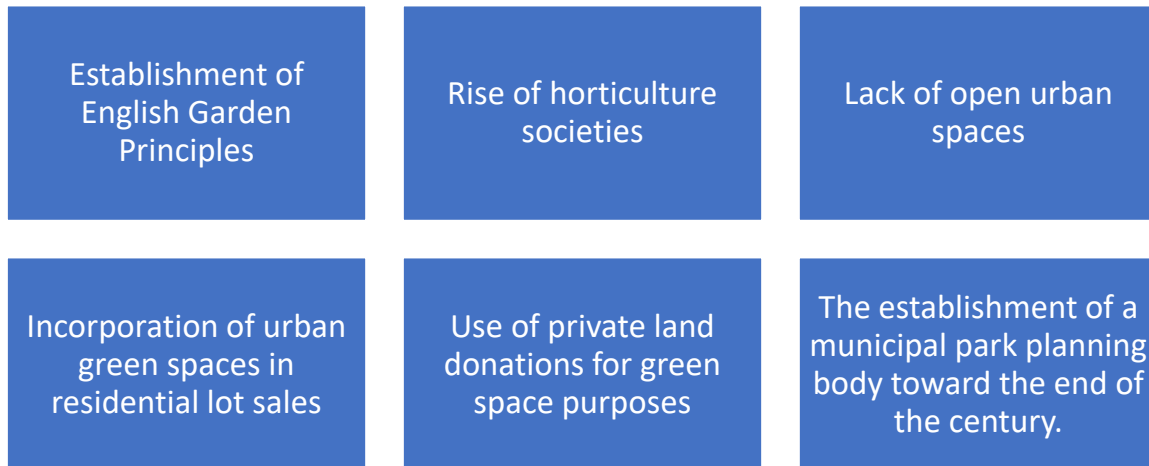 Establishment of
English Garden
Principles
Rise of horticulture
societies
Lack of open urban
spaces
Incorporation of urban
green spaces in
residential lot sales
Use of private land
donations for green
space purposes
The establishment of a
municipal park planning
body toward the end of
the century.